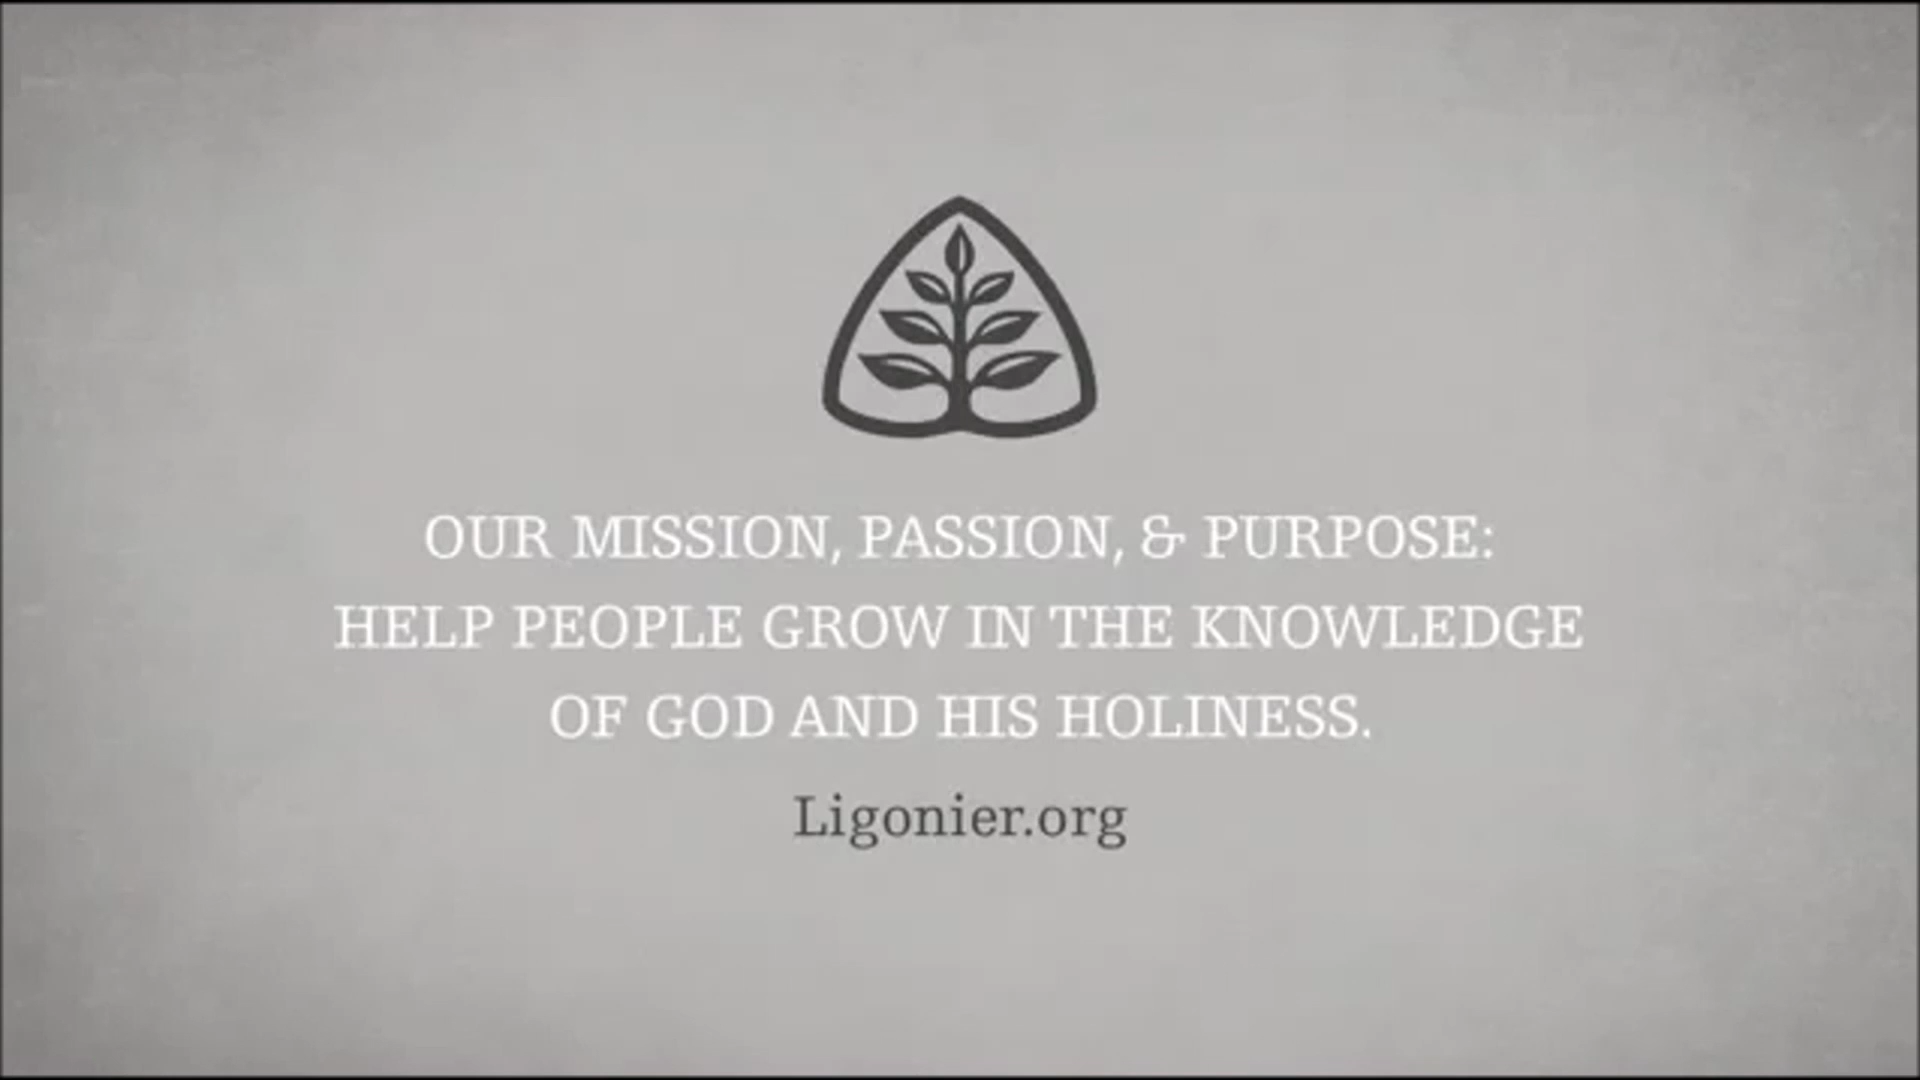 OUR MISSION, PASSION, & PURPOSE:
HELP PEOPLE GROW IN THE KNOWLEDGE
OF GOD AND HIS HOLINESS.
Ligonier.org